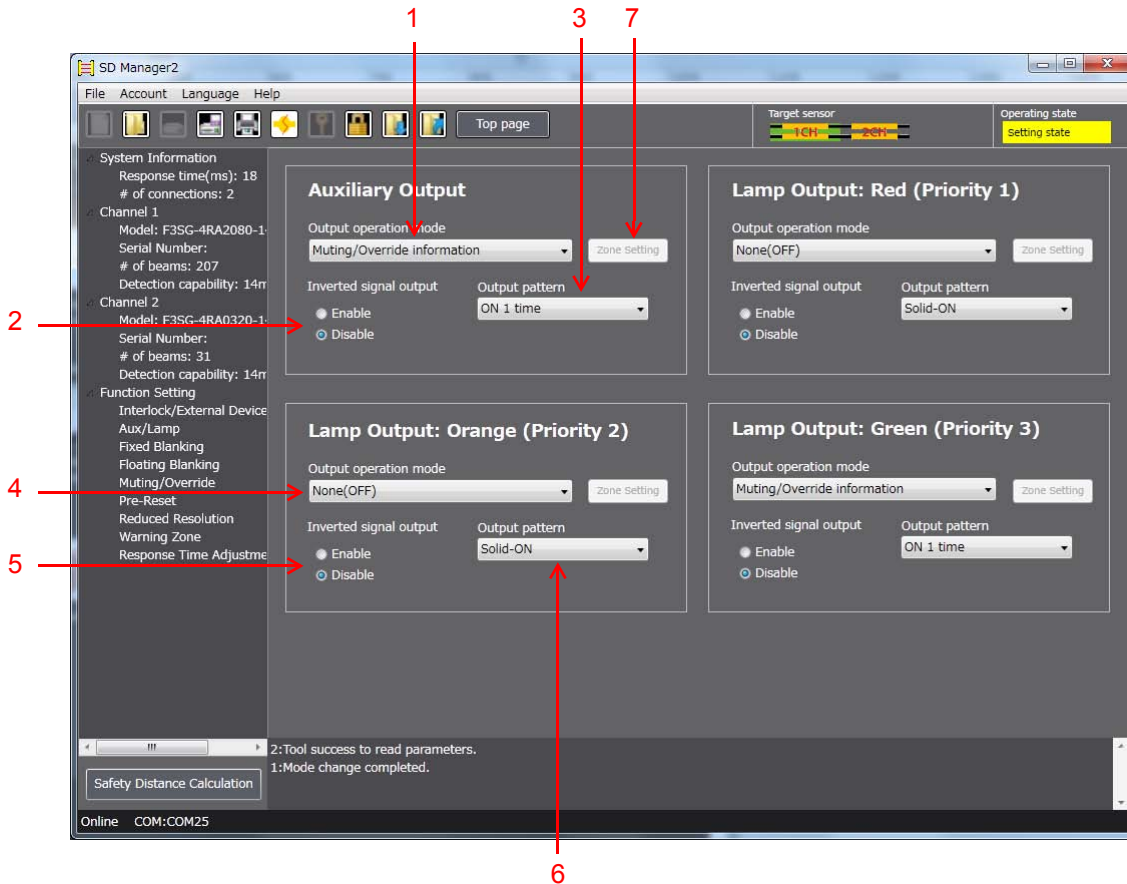 1 3 7
SD Manager2
File Account Language Help
Top page
Target sensor
1CH 2CH
Operating state
Setting state
System Information
Response time(ms): 18
# of connections: 2
Channel 1
Model: F3SG-4RA2080-1
Serial Number:
# of beams: 207
Detection capability: 14m
Channel 2
Model: F3SG-4RA0320-1
Serial Number:
# of beams: 31
Detection capability: 14m
Function Setting
Interlock/External Device
Aux/Lamp
Fixed Blanking
Floating Blanking
Muting/Override
Pre-Reset
Reduced Resolution
Warning Zone
Response Time Adjustme
Safety Distance Calculation
2
4
5
Auxiliary Output
Output operation mode
Muting/Override information
Zone Setting
Inverted signal output
Enable
Disable
Output pattern
ON 1 time
Lamp Output: Red (Priority 1)
Output operation mode
None(OFF)
Zone Setting
Inverted signal output
Enable
Disable
Output pattern
Solid-ON
Lamp Output: Orange (Priority 2)
Output operation mode
None(OFF)
Zone Setting
Inverted signal output
Enable
Disable
Output pattern
Solid-ON
Lamp Output: Green (Priority 3)
Output operation mode
Muting/Override information
Zone Setting
Inverted signal output
Enable
Disable
Output pattern
ON 1 time
2:Tool success to read parameters.
1:Mode change completed.
Online COM:COM25
6